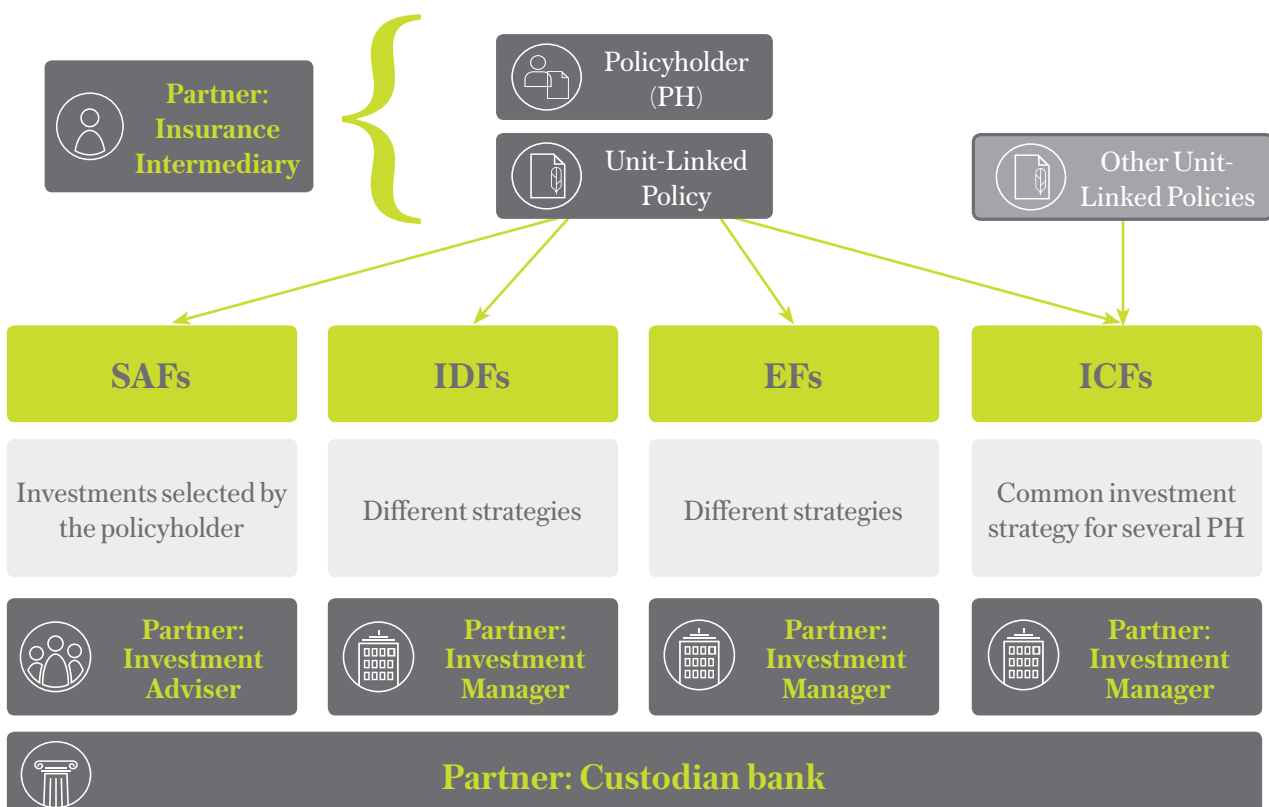 Partner:
Insurance
Intermediary
Policyholder
(PH)
Unit-Linked
Policy
Other Unit-
Linked Policies
SAFs
IDFs
EFs
ICFs
Investments selected by
the policyholder
Different strategies
Different strategies
Common investment
strategy for several PH
Partner:
Investment
Adviser
Partner:
Investment
Manager
Partner:
Investment
Manager
Partner:
Investment
Manager
Partner: Custodian bank